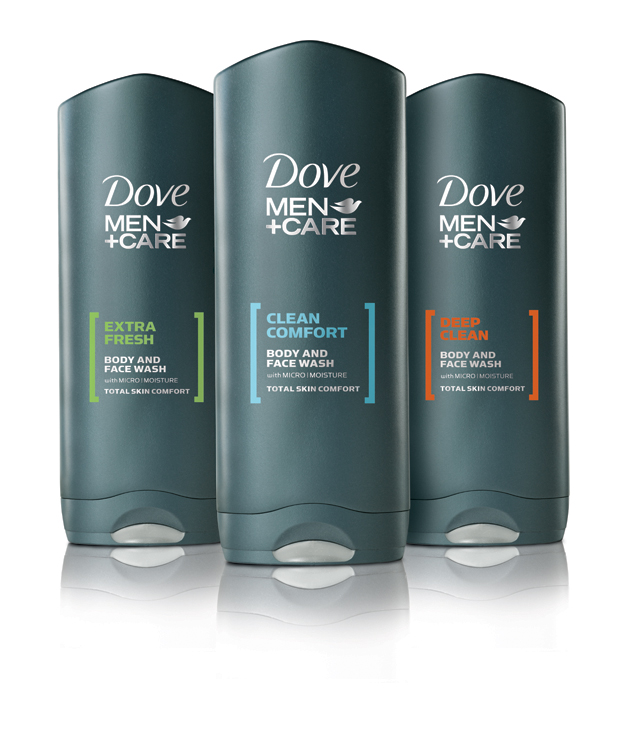 Dove
MEN
+CARE
EXTRA
FRESH
BODY AND
FACE WASH
with MICRO|MOISTURE
TOTAL SKIN COMFORT
Dove
MEN
+CARE
CLEAN
COMFORT
BODY AND
FACE WASH
with MICRO|MOISTURE
TOTAL SKIN COMFORT
Dove
MEN
+CARE
DEEP
CLEAN
BODY AND
FACE WASH
with MICRO|MOISTURE
TOTAL SKIN COMFORT